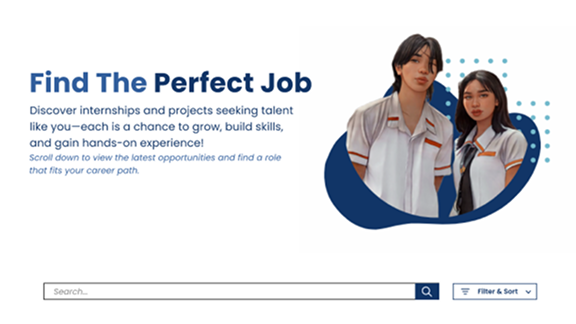 Find The Perfect Job
Discover internships and projects seeking talent
like you—each is a chance to grow, build skills,
and gain hands-on experience!
Scroll down to view the latest opportunities and find a role
that fits your career path.
Search...
Filter & Sort